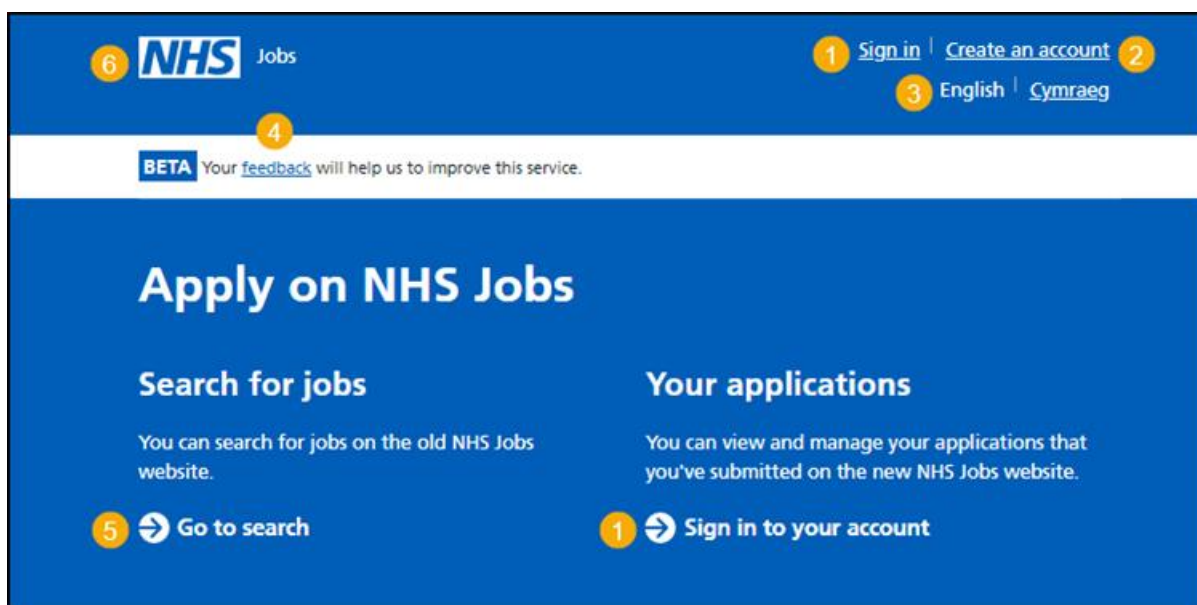 6 NHS Jobs
1 Sign in | Create an account 2
3 English | Cymraeg
4
BETA Your feedback will help us to improve this service.
Apply on NHS Jobs
Search for jobs
You can search for jobs on the old NHS Jobs
website.
5 Go to search
Your applications
You can view and manage your applications that
you've submitted on the new NHS Jobs website.
1 Sign in to your account